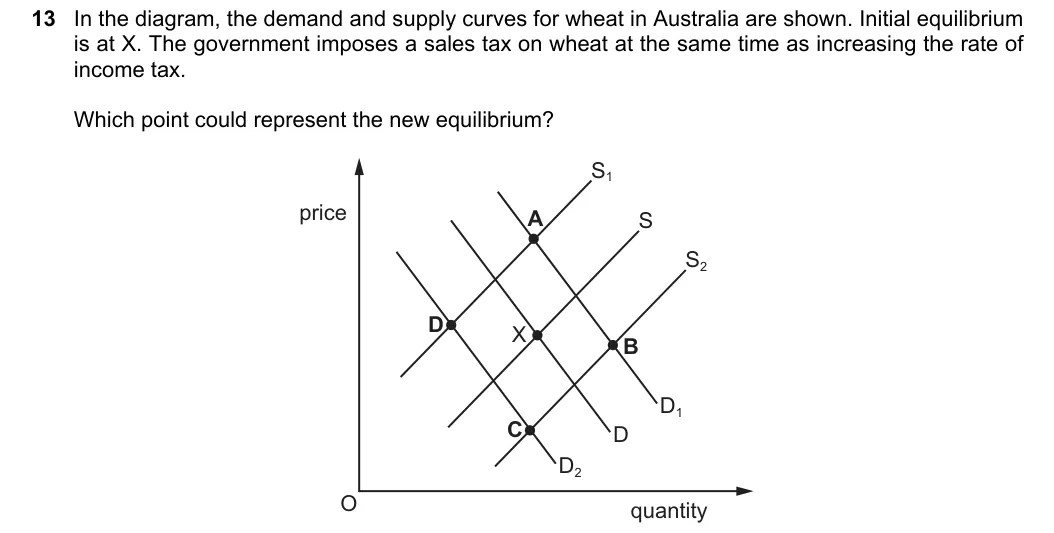 13 In the diagram, the demand and supply curves for wheat in Australia are shown. Initial equilibrium
is at X. The government imposes a sales tax on wheat at the same time as increasing the rate of
income tax.
Which point could represent the new equilibrium?
S₁
price
A
S
S₂
D
X
B
D₁
C
D
D₂
O
quantity